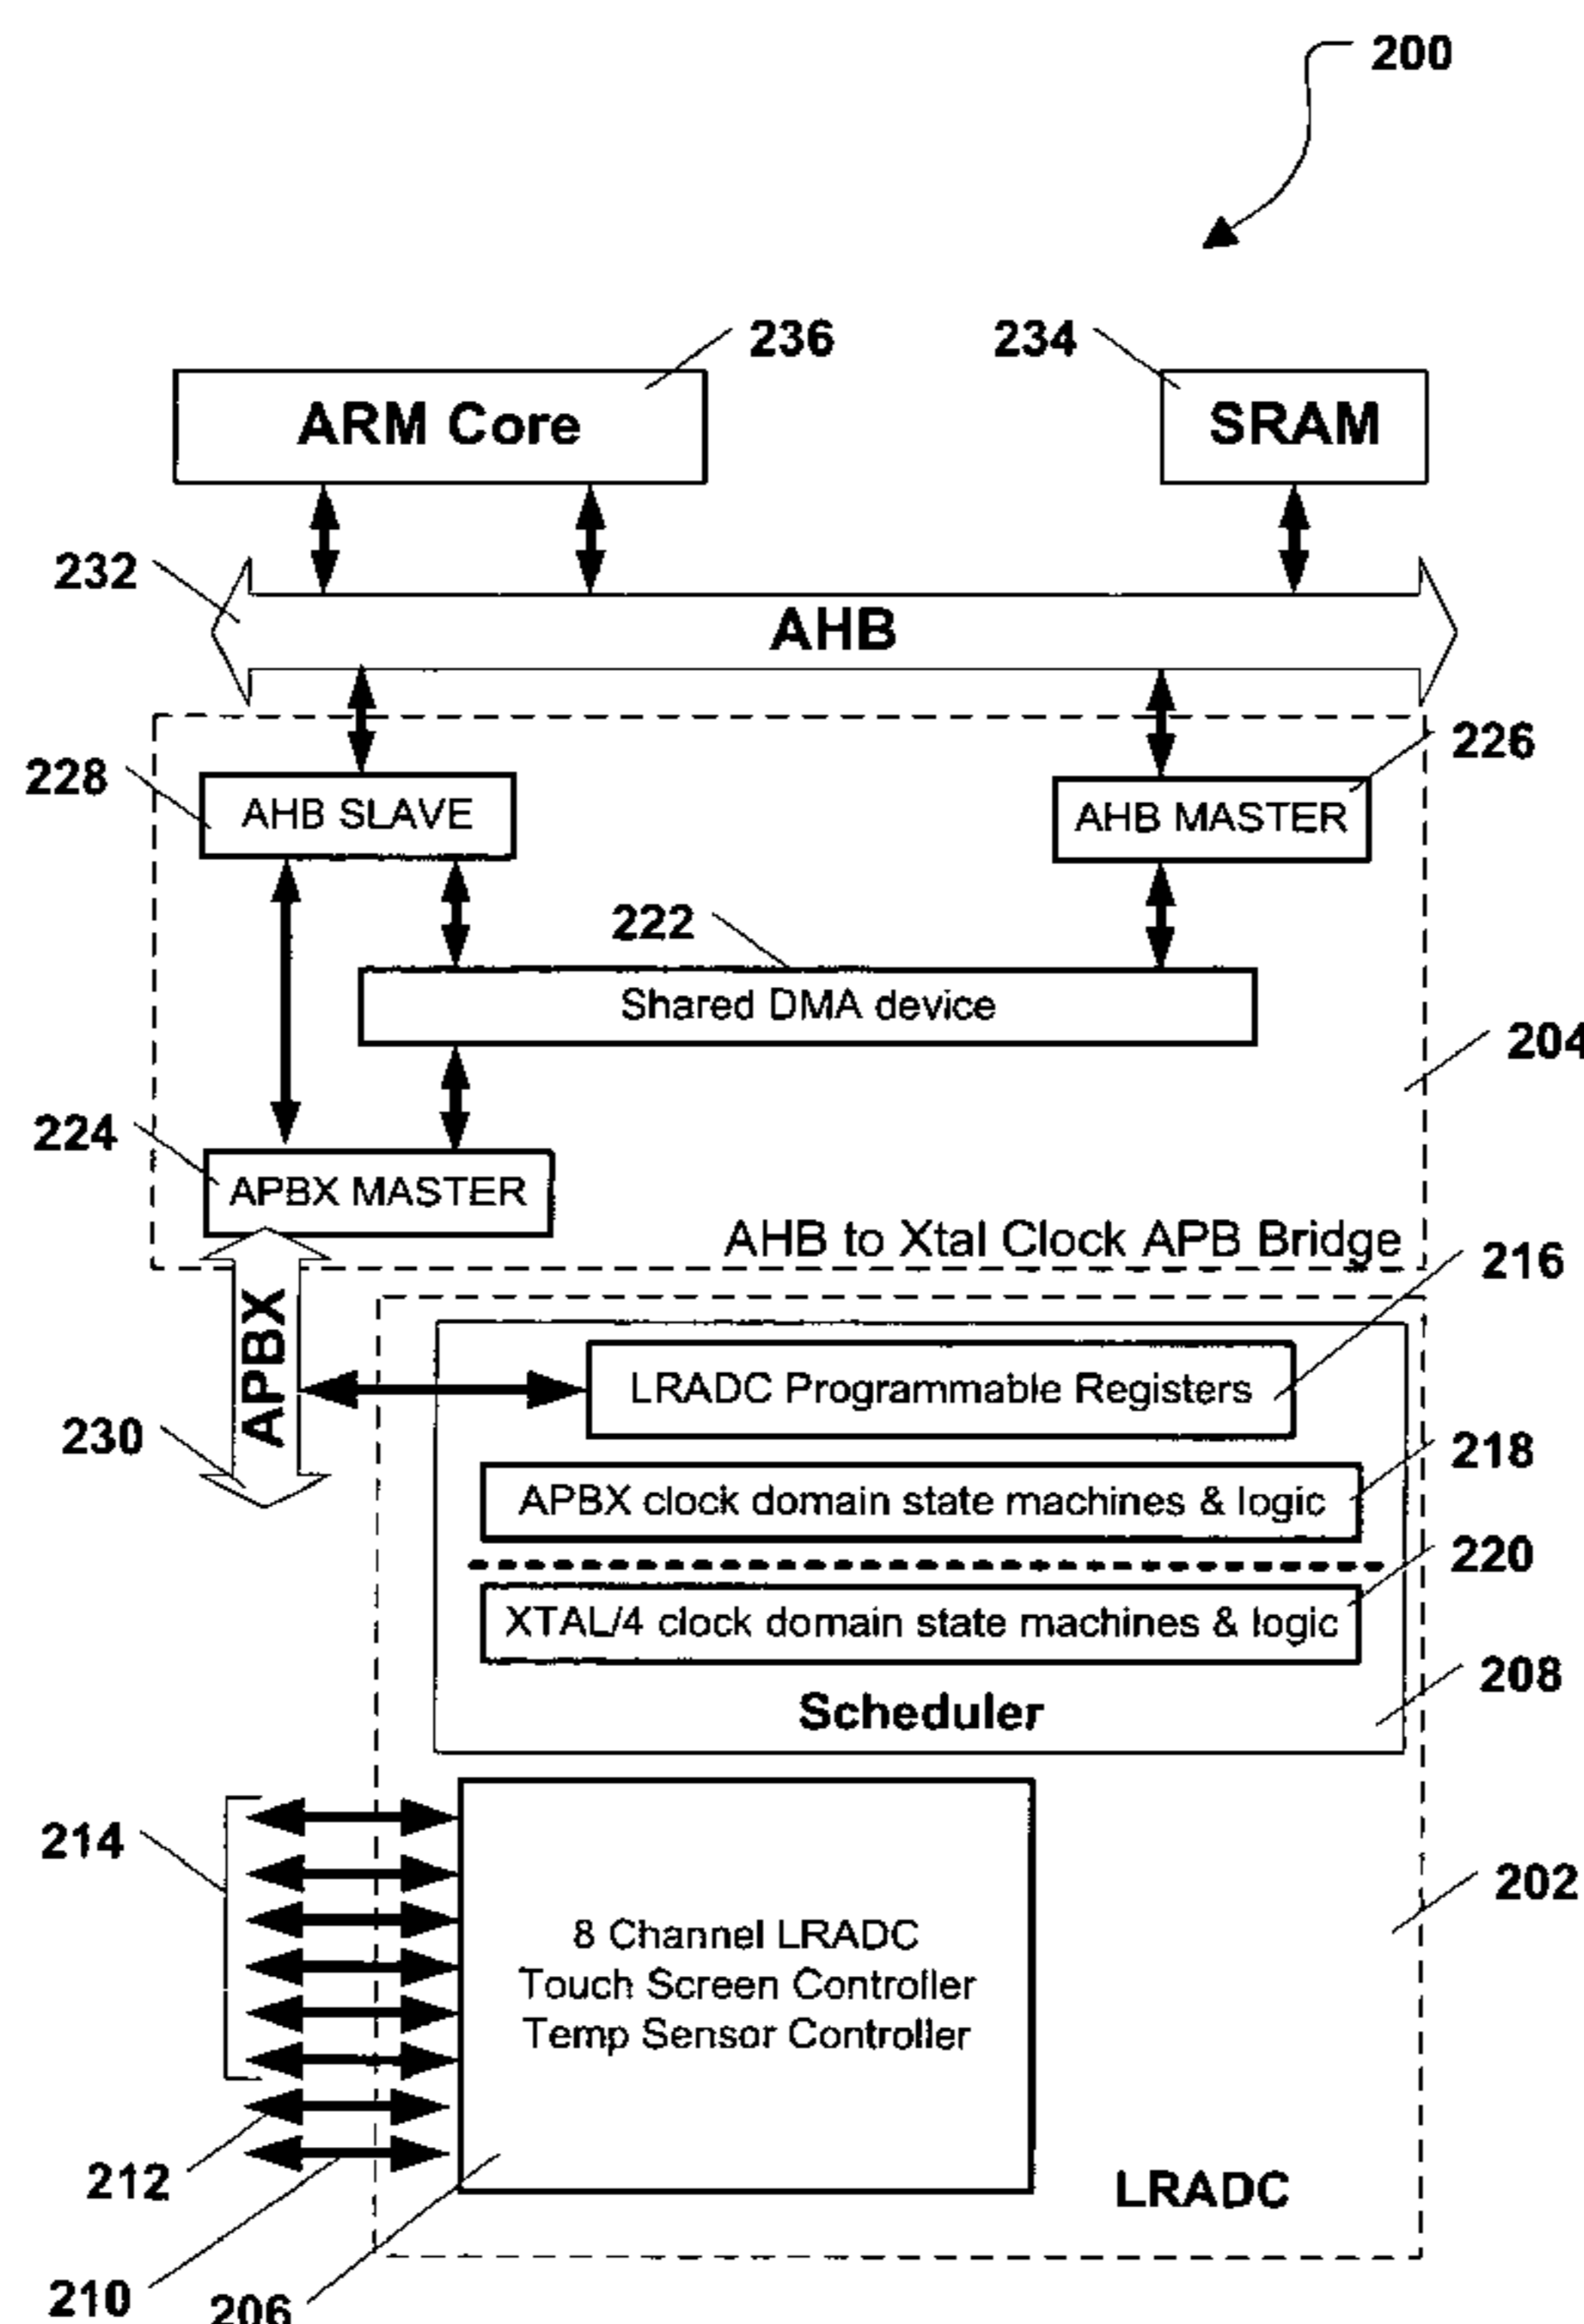 200
236
234
ARM Core
SRAM
232
AHB
226
228
AHB SLAVE
AHB MASTER
222
Shared DMA device
204
224
APBX MASTER
AHB to Xtal Clock APB Bridge
216
APBX
LRADC Programmable Registers
230
218
APBX clock domain state machines & logic
220
XTAL/4 clock domain state machines & logic
208
Scheduler
214
202
8 Channel LRADC
Touch Screen Controller
Temp Sensor Controller
212
LRADC
210
206